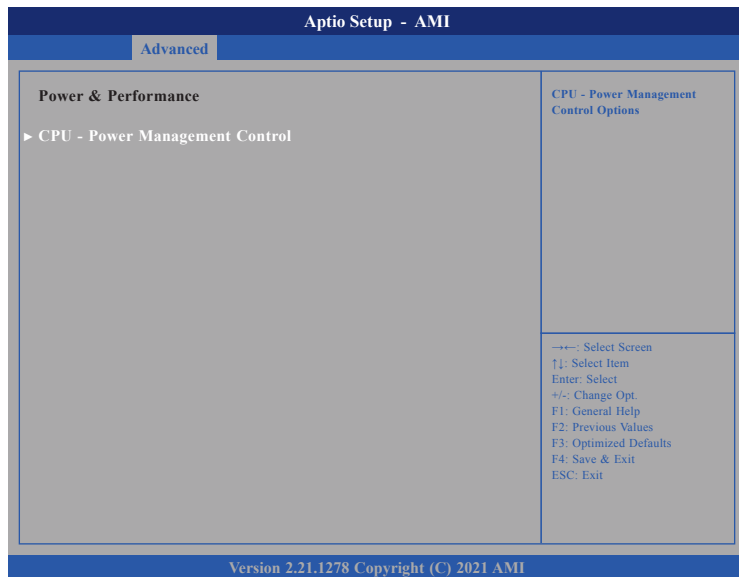 Aptio Setup - AMI
Advanced
Power & Performance
► CPU - Power Management Control
CPU - Power Management
Control Options
→←: Select Screen
↑↓: Select Item
Enter: Select
+/-: Change Opt.
F1: General Help
F2: Previous Values
F3: Optimized Defaults
F4: Save & Exit
ESC: Exit
Version 2.21.1278 Copyright (C) 2021 AMI